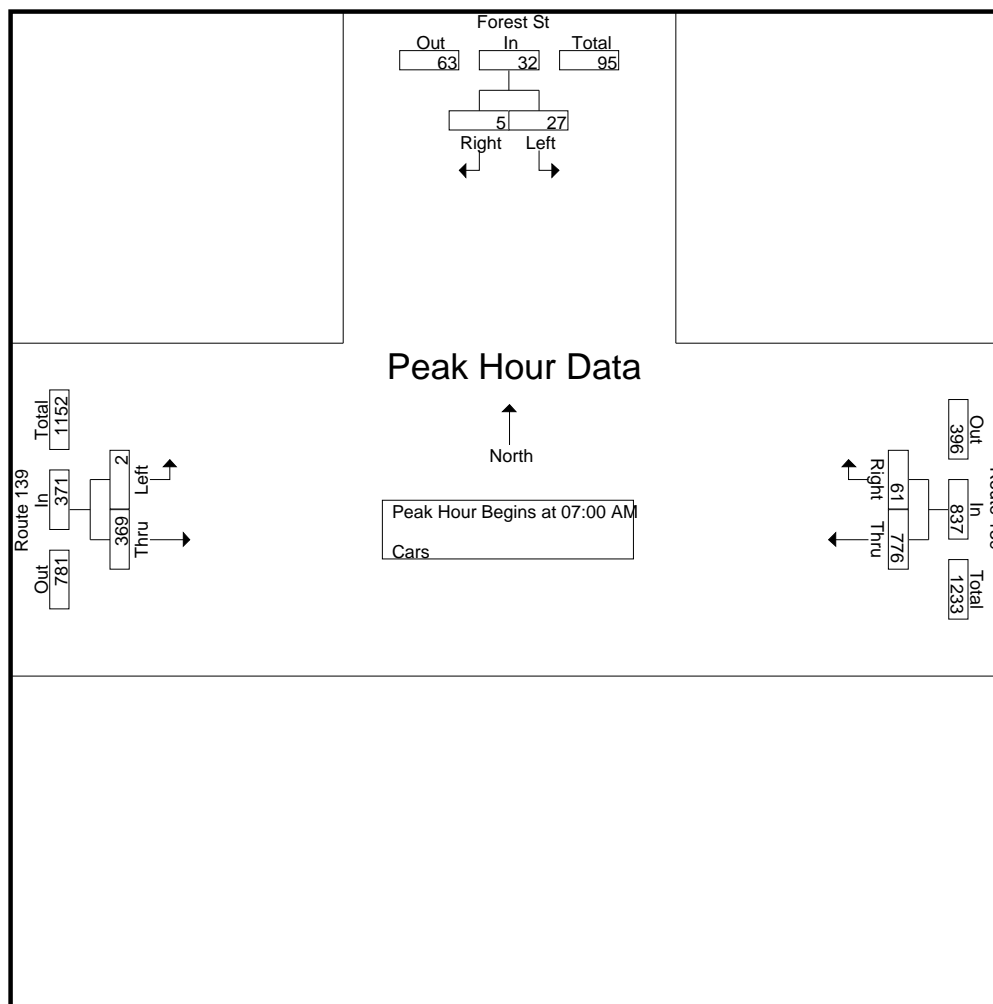 Forest St
Out In Total
63 32 95
5 27
Right Left
Peak Hour Data
North
Peak Hour Begins at 07:00 AM
Cars
Route 139
Total In Out
1152 371 781
2 369
Left Thru
Right Thru
61 776
Out In Total
396 837 1233